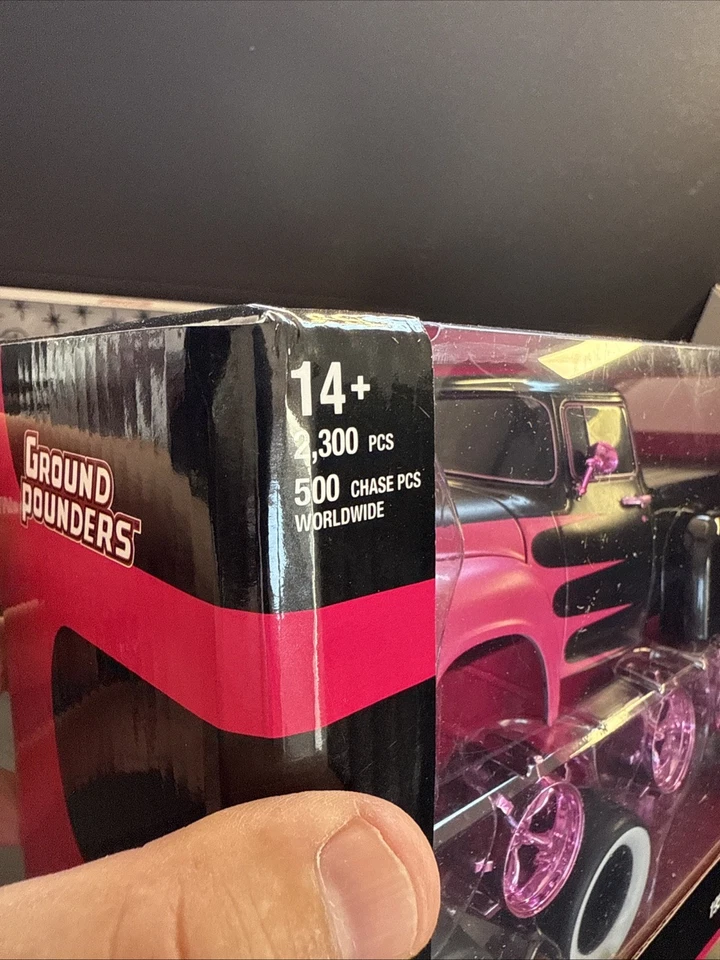 14+
2,300 PCS
500 CHASE PCS
WORLDWIDE
GROUND
POUNDERS